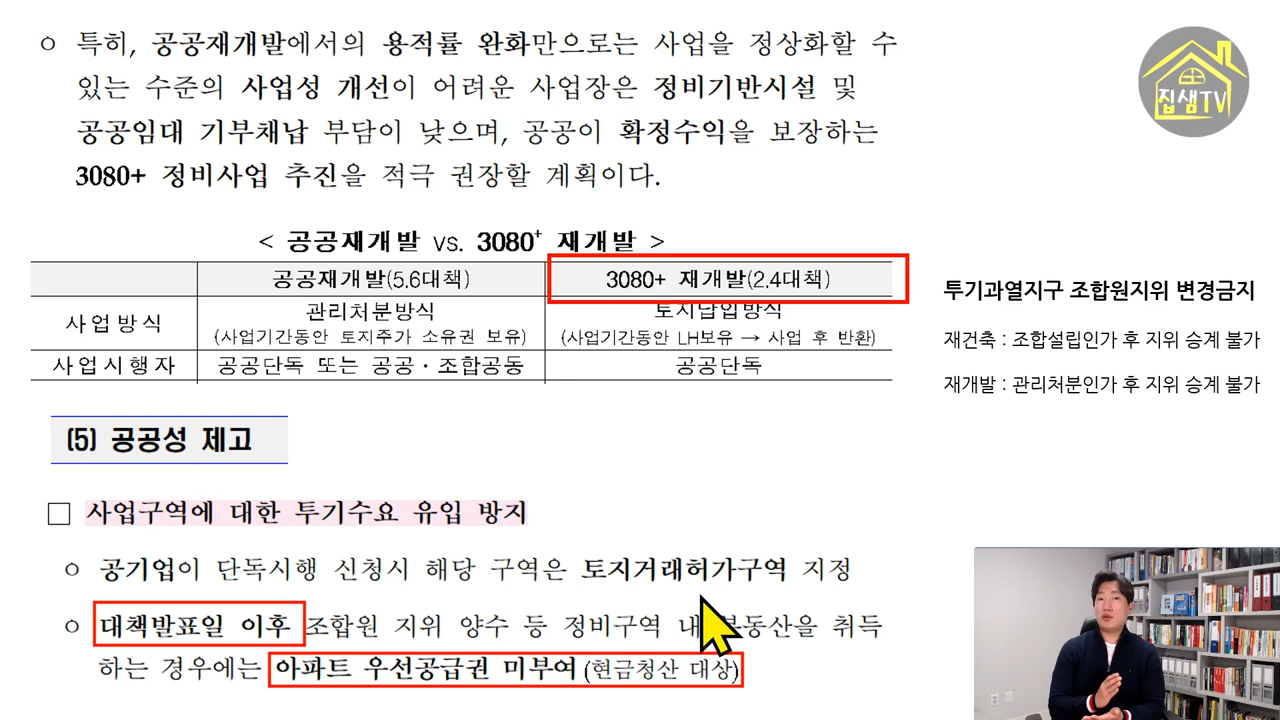 ○ 특히, 공공재개발에서의 용적률 완화만으로는 사업을 정상화할 수
있는 수준의 사업성 개선이 어려운 사업장은 정비기반시설 및
공공임대 기부채납 부담이 낮으며, 공공이 확정수익을 보장하는
3080+ 정비사업 추진을 적극 권장할 계획이다.
집샘TV
< 공공재개발 vs. 3080+ 재개발 >
공공재개발(5.6대책) 3080+ 재개발(2.4대책)
사업방식 관리처분방식 토지납입방식
(사업기간동안 토지주가 소유권 보유) (사업기간동안 LH보유 → 사업 후 반환)
사업시행자 공공단독 또는 공공·조합공동 공공단독
투기과열지구 조합원지위 변경금지
재건축 : 조합설립인가 후 지위 승계 불가
재개발 : 관리처분인가 후 지위 승계 불가
(5) 공공성 제고
□ 사업구역에 대한 투기수요 유입 방지
○ 공기업이 단독시행 신청시 해당 구역은 토지거래허가구역 지정
○ 대책발표일 이후 조합원 지위 양수 등 정비구역 내 부동산을 취득
하는 경우에는 아파트 우선공급권 미부여 (현금청산 대상)